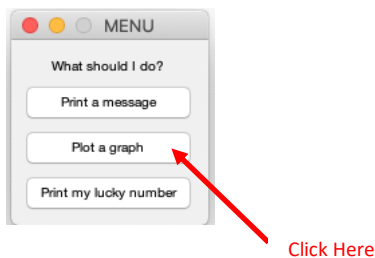 MENU
What should I do?
Print a message
Plot a graph
Print my lucky number
Click Here